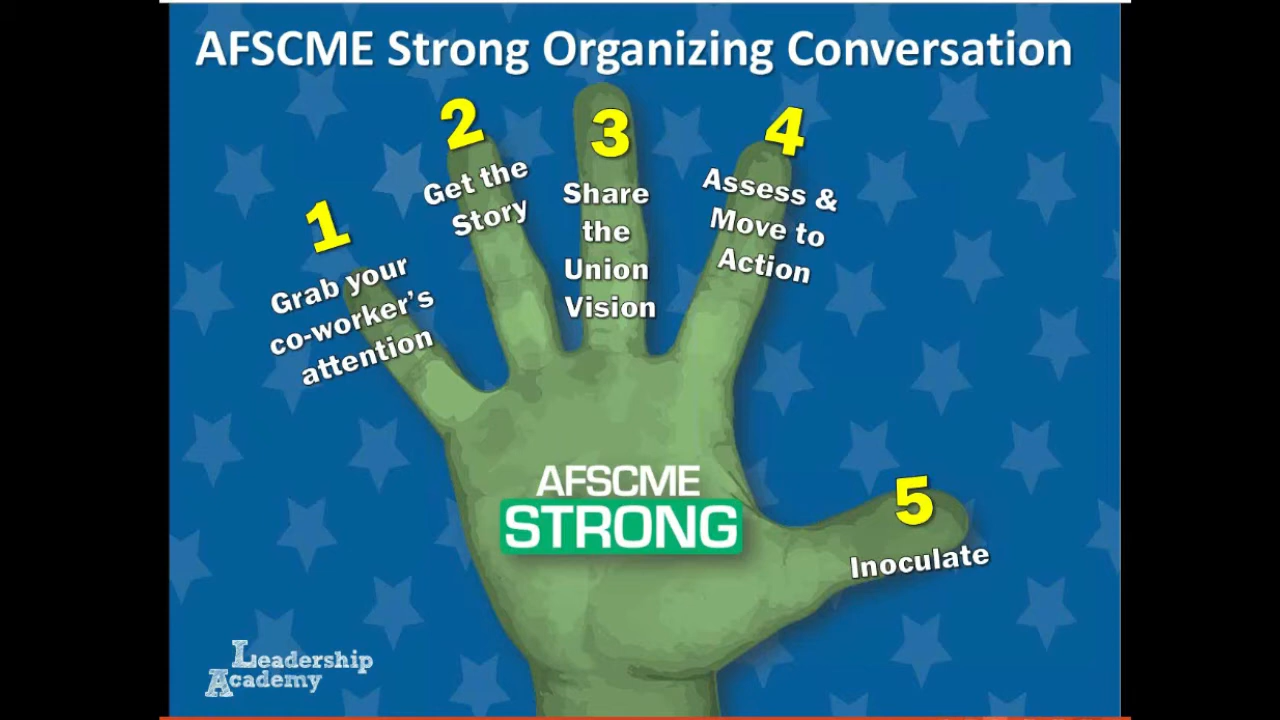 AFSCME Strong Organizing Conversation
1
Grab your
co-worker's
attention
2
Get the
Story
3
Share
the
Union
Vision
4
Assess &
Move to
Action
5
Inoculate
AFSCME
STRONG
Leadership
Academy